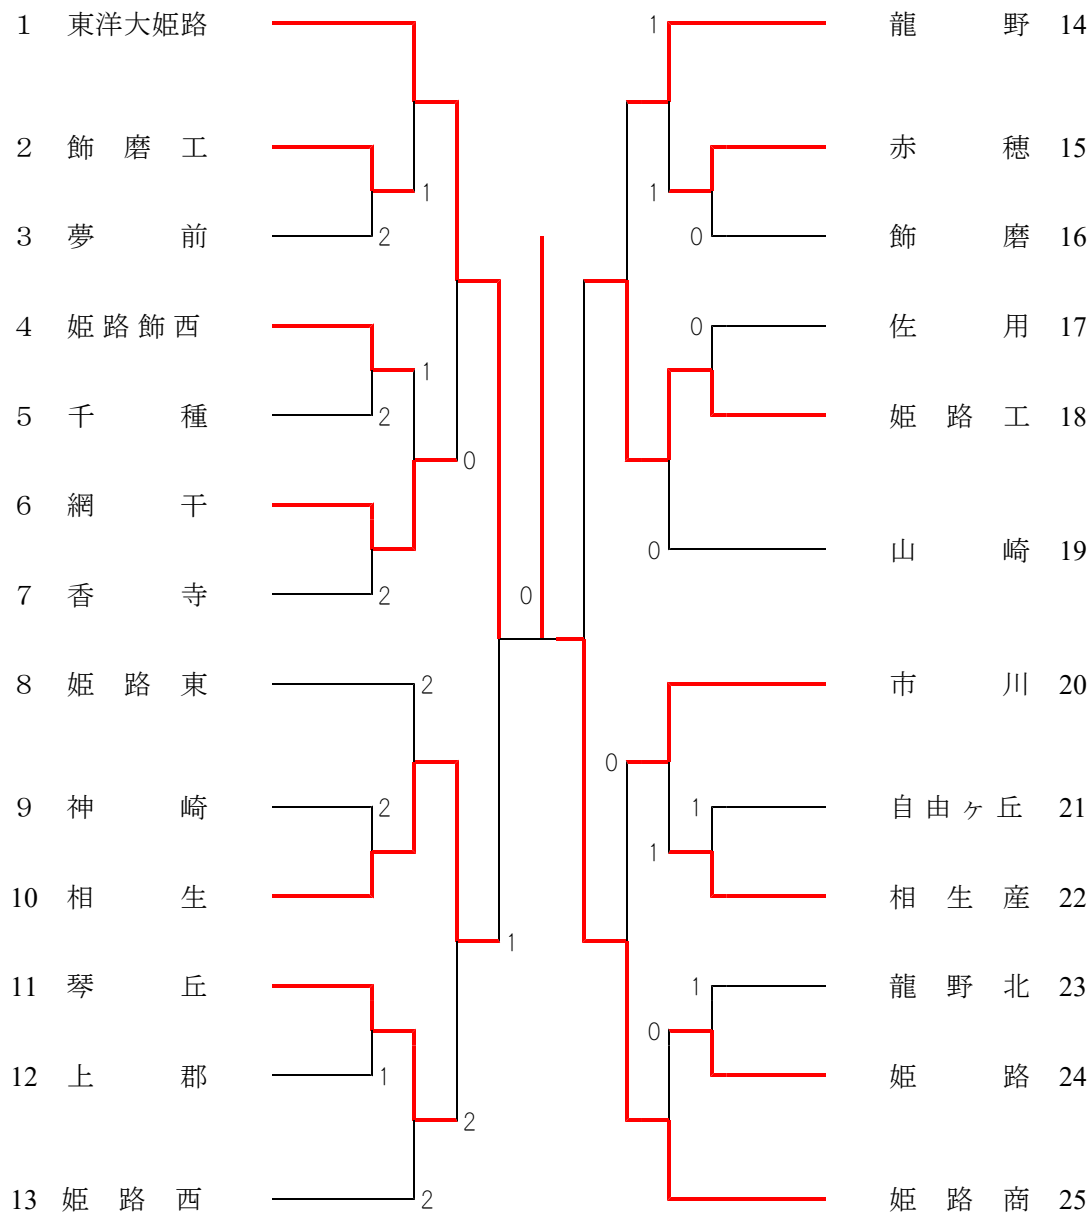 1 東洋大姫路 1 龍野 14
2 飾磨工 赤穂 15
1 1
3 夢前 2 0 飾磨 16
4 姫路飾西 0 佐用 17
1
5 千種 2 姫路工 18
0
6 網干
0 山崎 19
7 香寺 2 0
8 姫路東 2 市川 20
0
9 神崎 2 1 自由ヶ丘 21
1
10 相生 相生産 22
1
11 琴丘 1 龍野北 23
0
12 上郡 1 姫路 24
2
13 姫路西 2 姫路商 25